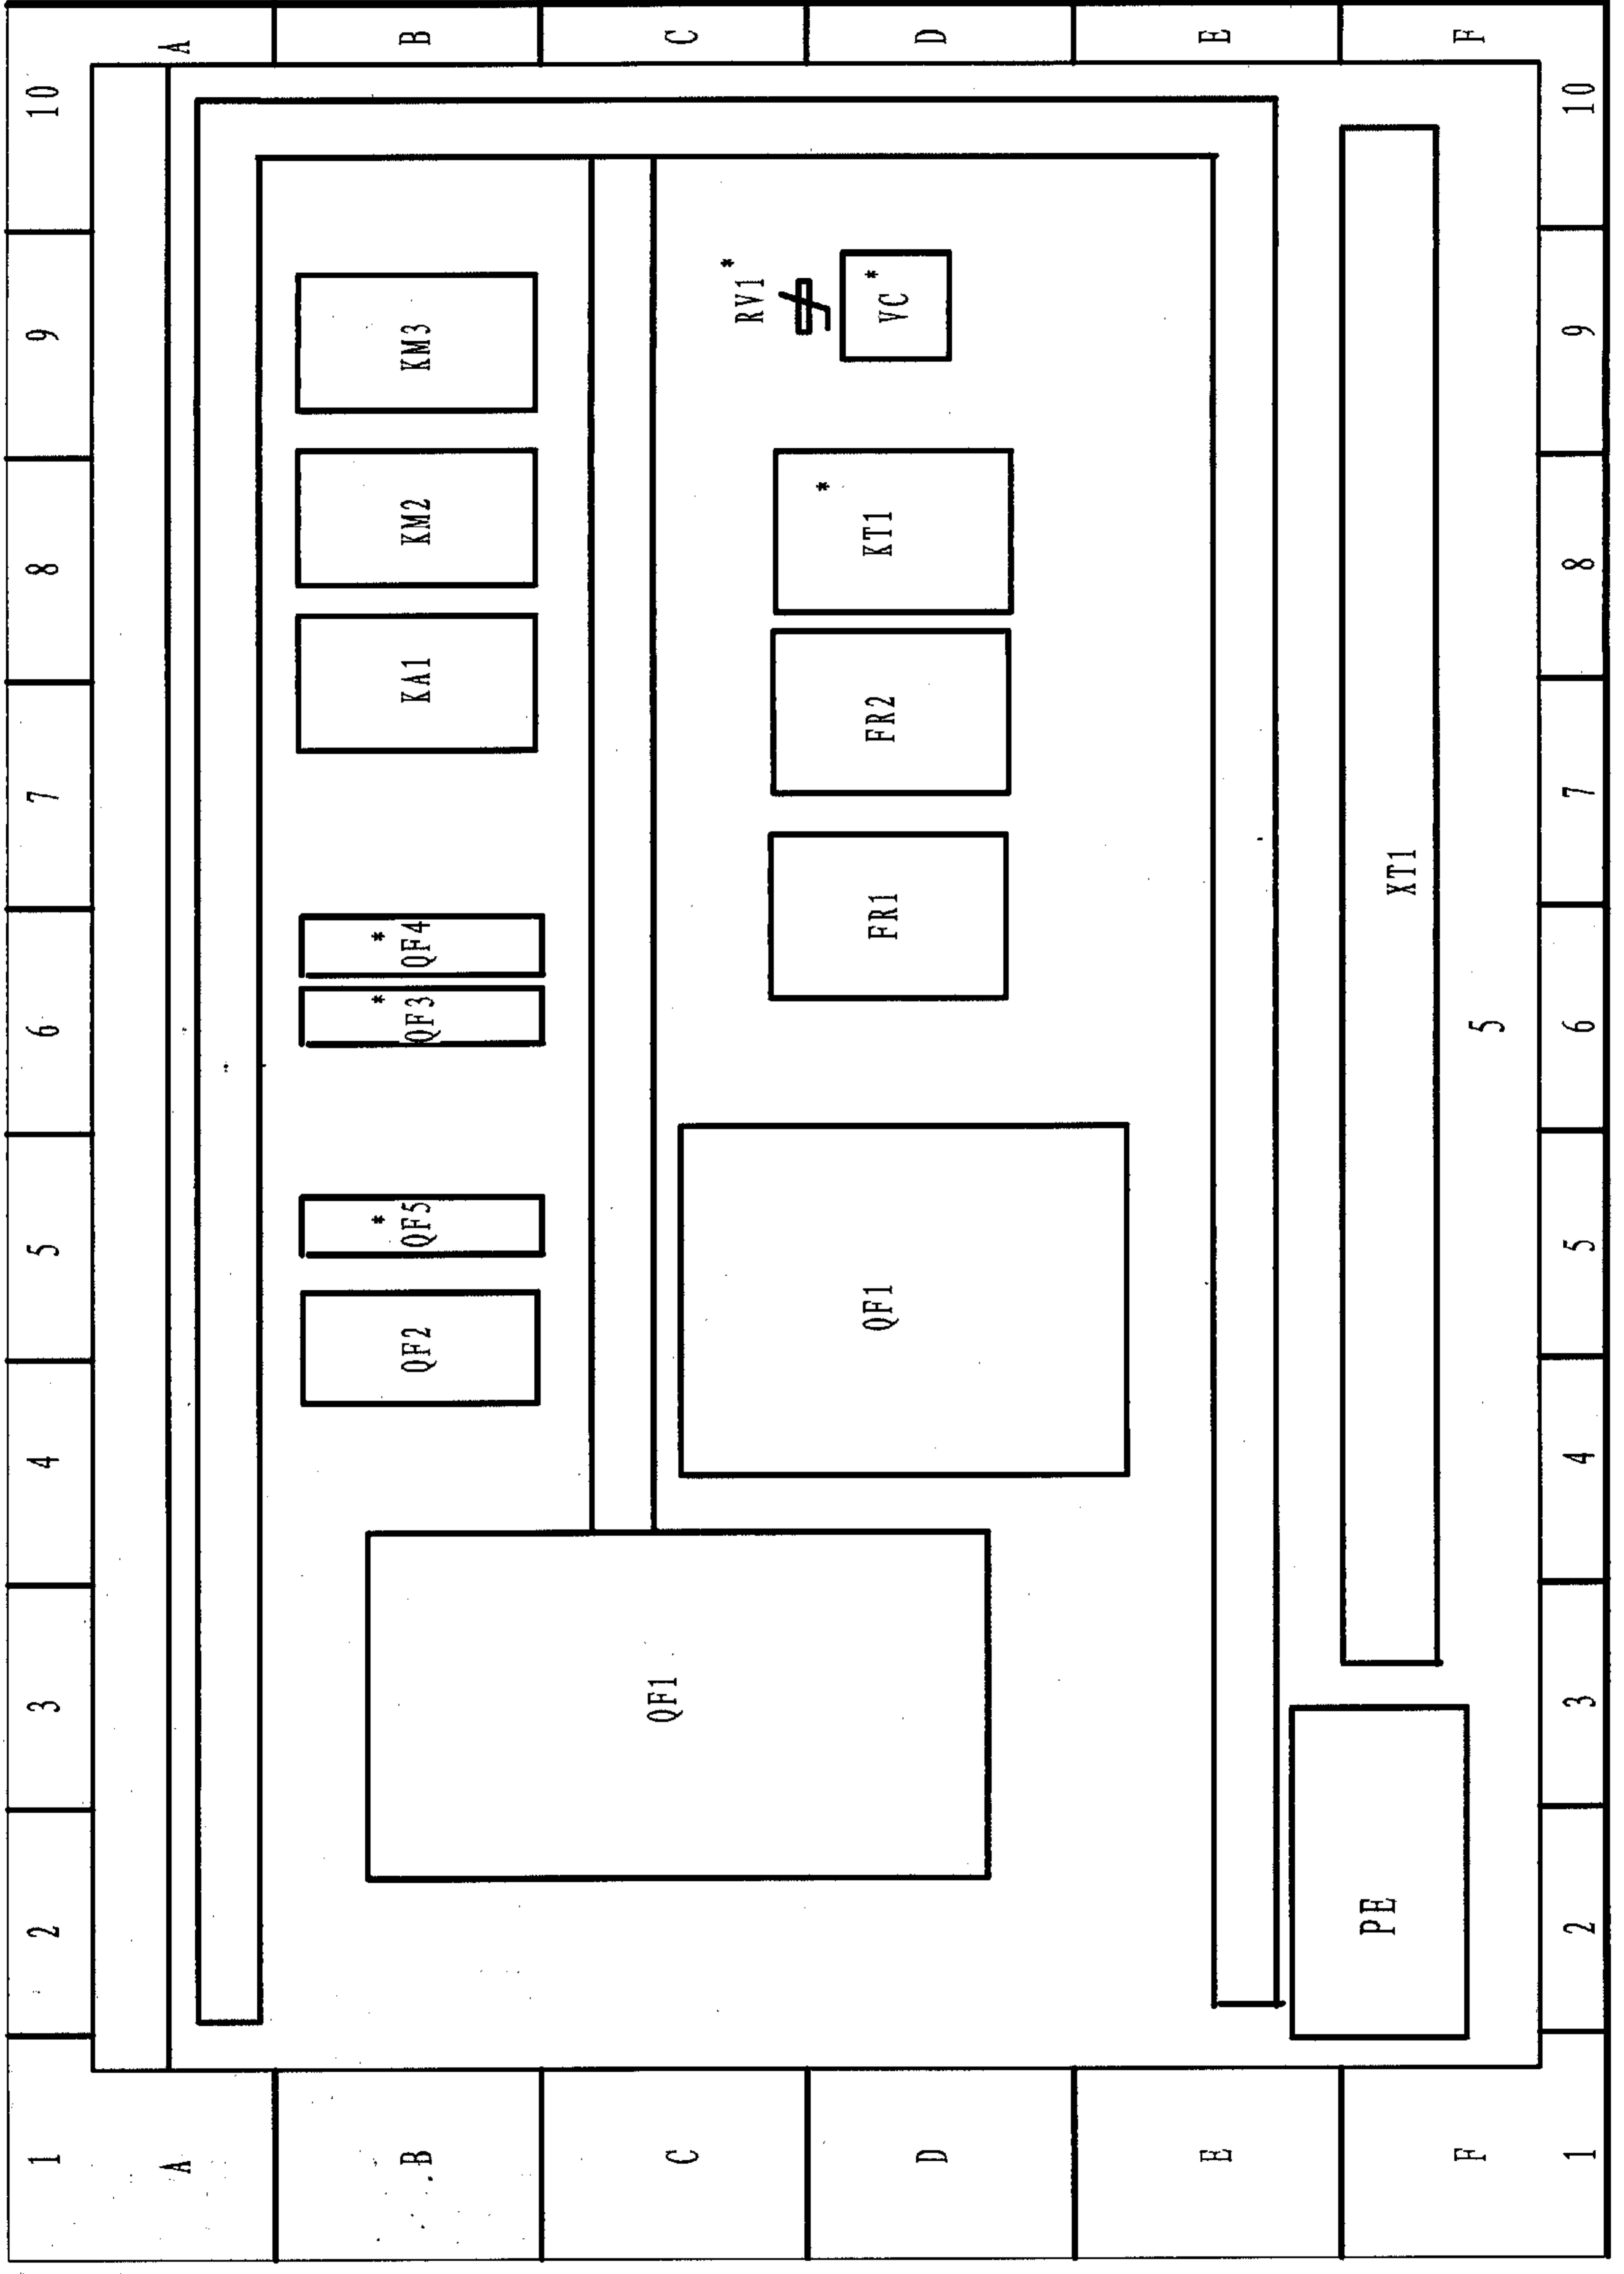 1 2 3 4 5 6 7 8 9 10
A A
* * *
B QF2 QF5 QF3 QF4 KA1 KM2 KM3 B
C QF1 C
RV1*
*
QF1 FR1 FR2 KT1 VC*
D D
E E
PE XT1
F 5 F
1 2 3 4 5 6 7 8 9 10